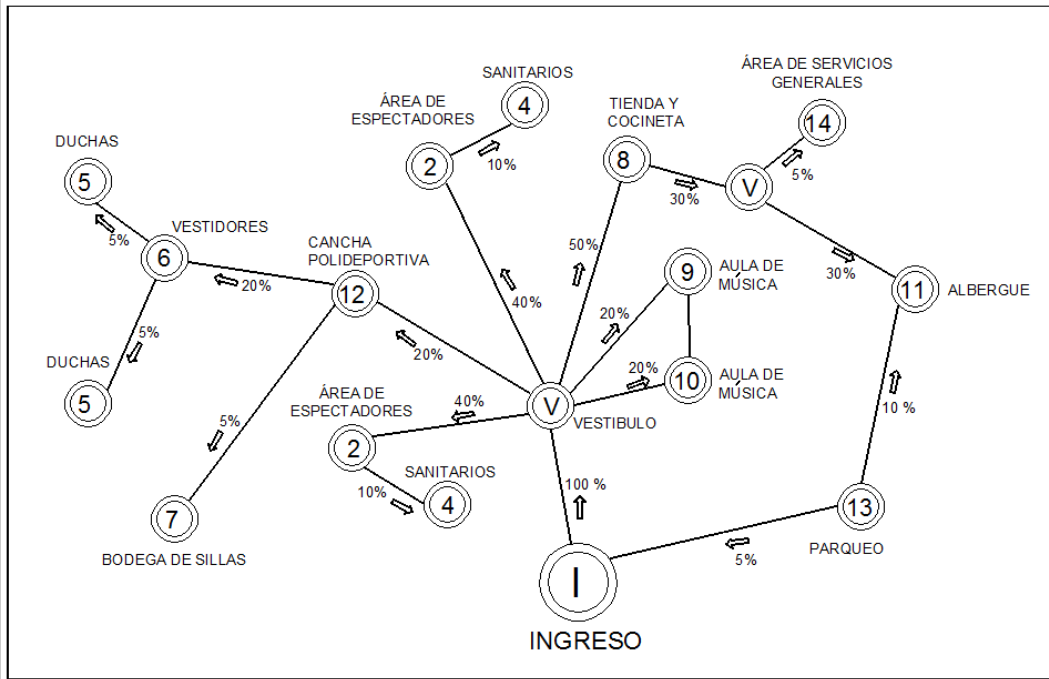 ÁREA DE SERVICIOS
GENERALES
14
SANITARIOS
4
ÁREA DE
ESPECTADORES
2
10%
TIENDA Y
COCINETA
8
30%
V
5%
DUCHAS
5
5%
VESTIDORES
6
20%
CANCHA
POLIDEPORTIVA
12
50%
40%
9
AULA DE
MÚSICA
30%
11
ALBERGUE
5%
20%
20%
20%
10
AULA DE
MÚSICA
DUCHAS
5
ÁREA DE
ESPECTADORES
2
40%
V
VESTIBULO
10 %
5%
SANITARIOS
4
10%
100 %
7
BODEGA DE SILLAS
13
PARQUEO
5%
I
INGRESO